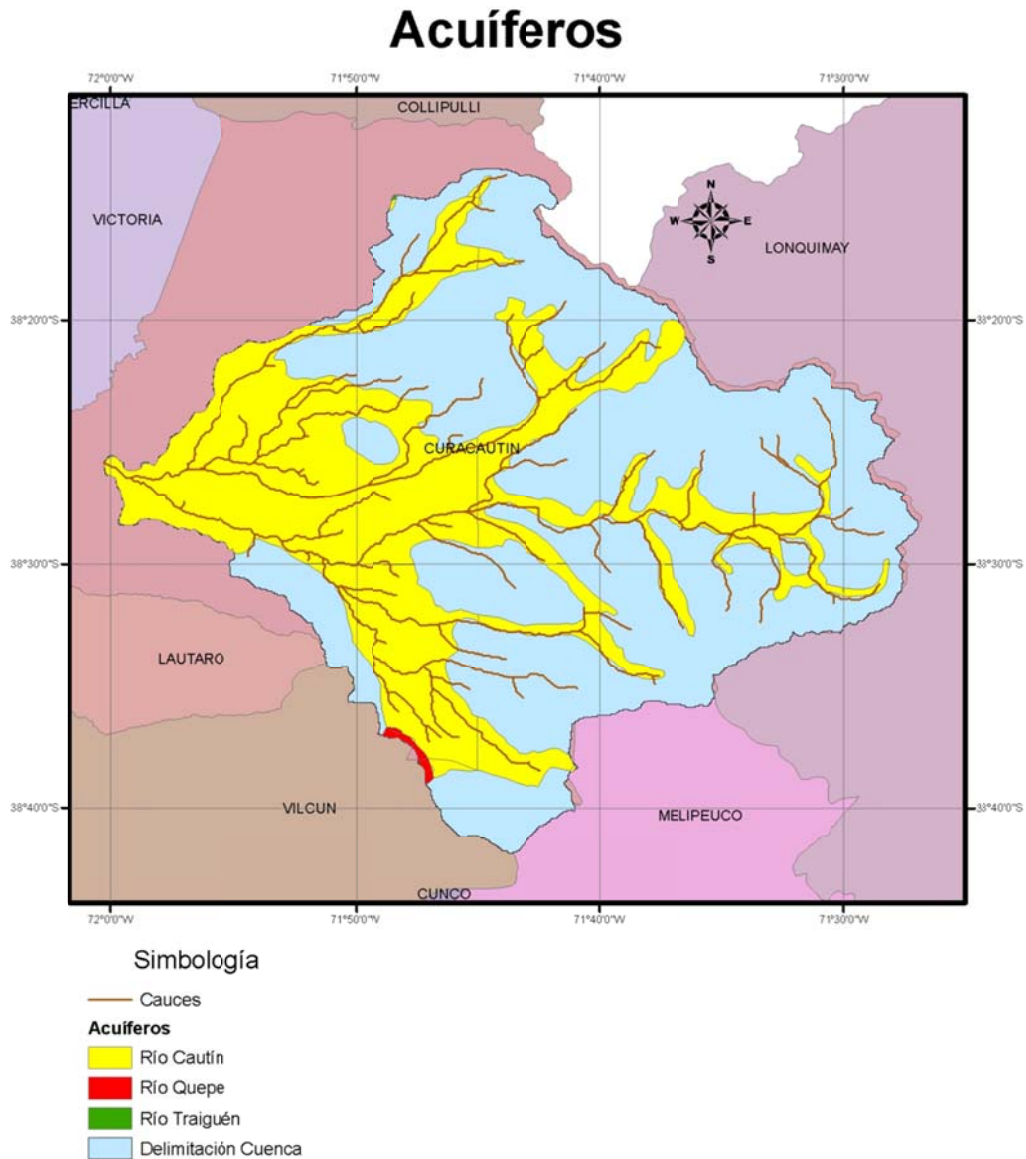 Acuíferos
72°0'0"W 71°50'0"W 71°40'0"W 71°30'0"W
ERCILLA
COLLIPULLI
VICTORIA
N
W E
S
LONQUIMAY
38°20'0"S 38°20'0"S
CURACAUTIN
38°30'0"S 38°30'0"S
LAUTARO
VILCUN
MELIPEUCO
38°40'0"S 38°40'0"S
CUNCO
72°0'0"W 71°50'0"W 71°40'0"W 71°30'0"W
Simbología
Cauces
Acuíferos
Río Cautín
Río Quepe
Río Traiguén
Delimitación Cuenca